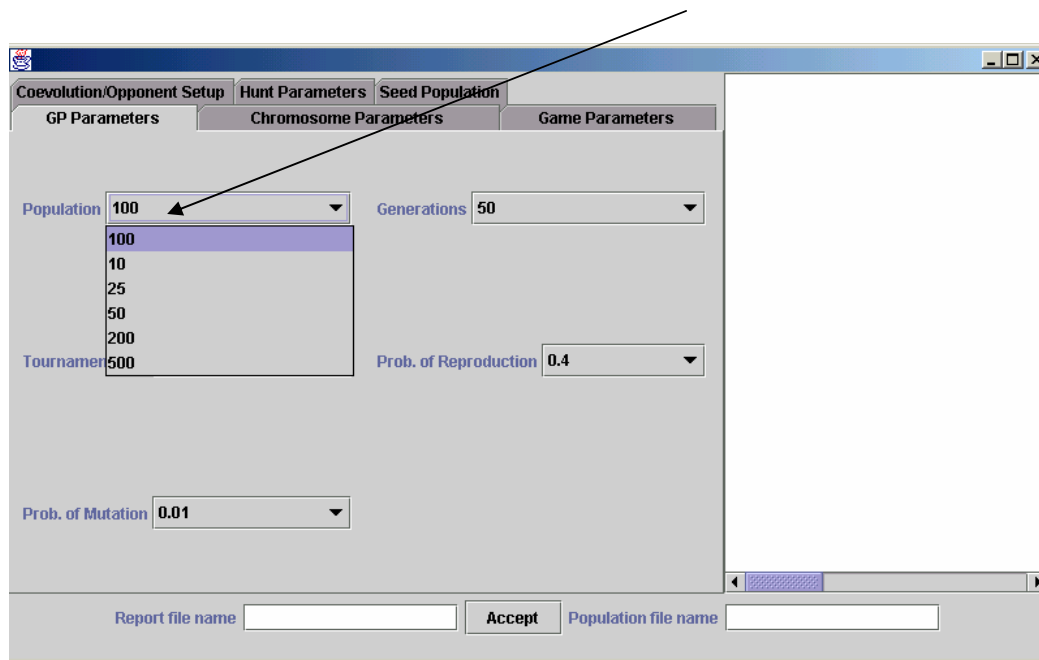 Coevolution/Opponent Setup Hunt Parameters Seed Population
GP Parameters Chromosome Parameters Game Parameters
Population 100 Generations 50
100
10
25
50
200
500
Prob. of Reproduction 0.4
Prob. of Mutation 0.01
Report file name Accept Population file name